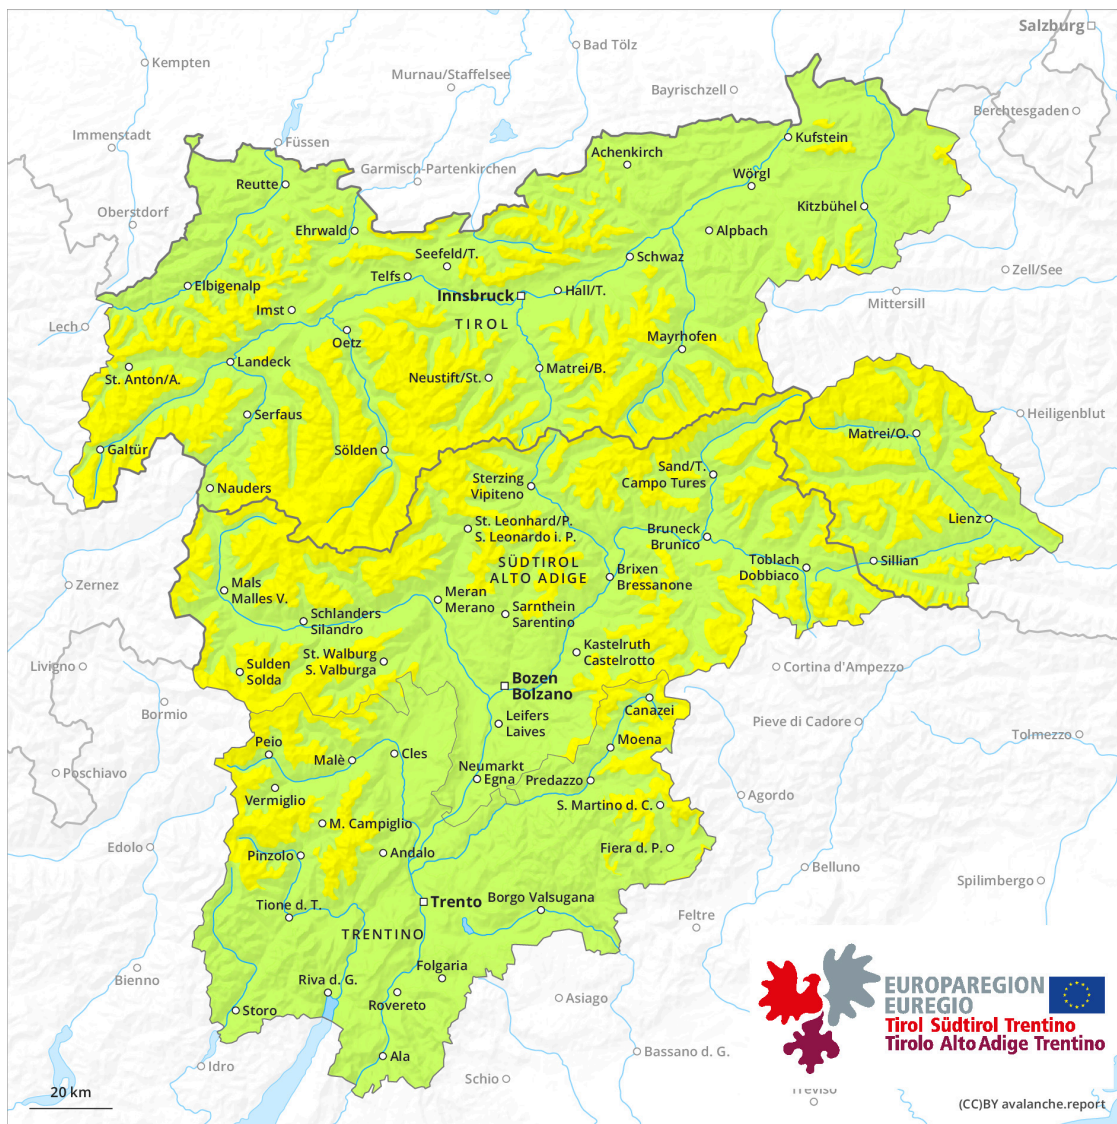 Salzburg
Bad Tölz
Kempten
Murnau/Staffelsee
Bayrischzell
Berchtesgaden
Immenstadt
Füssen
Kufstein
Achenkirch
Garmisch-Partenkirchen
Wörgl
Reutte
Kitzbühel
Oberstdorf
Ehrwald
Alpbach
Seefeld/T.
Schwaz
Zell/See
Telfs
Elbigenalp
Innsbruck
Hall/T.
Mittersill
Imst
TIROL
Lech
Oetz
Mayrhofen
Landeck
Matrei/B.
St. Anton/A.
Neustift/St.
Serfaus
Heiligenblut
Matrei/O.
Galtür
Sölden
Sand/T.
Campo Tures
Sterzing
Vipiteno
Nauders
Lienz
St. Leonhard/P.
S. Leonardo i. P.
Bruneck
Brunico
SÜDTIROL
ALTO ADIGE
Toblach
Dobbiaco
Sillian
Brixen
Bressanone
Zernez
Mals
Malles V.
Meran
Merano
Schlanders
Silandro
Sarnthein
Sarentino
Kastelruth
Castelrotto
St. Walburg
S. Valburga
Livigno
Sulden
Solda
Cortina d'Ampezzo
Bozen
Bolzano
Bormio
Canazei
Leifers
Laives
Pieve di Cadore
Tolmezzo
Peio
Moena
Cles
Malè
Poschiavo
Neumarkt
Egna
Predazzo
Vermiglio
Agordo
S. Martino d. C.
M. Campiglio
Edolo
Andalo
Fiera d. P.
Pinzolo
Belluno
Spilimbergo
Trento
Borgo Valsugana
Tione d. T.
Feltre
TRENTINO
Folgaria
Bienno
Riva d. G.
Rovereto
Asiago
Storo
EUROPAREGION
EUREGIO
Tirol Südtirol Trentino
Tirolo Alto Adige Trentino
Ala
Bassano d. G.
Idro
Schio
Treviso
20 km
(CC)BY avalanche.report